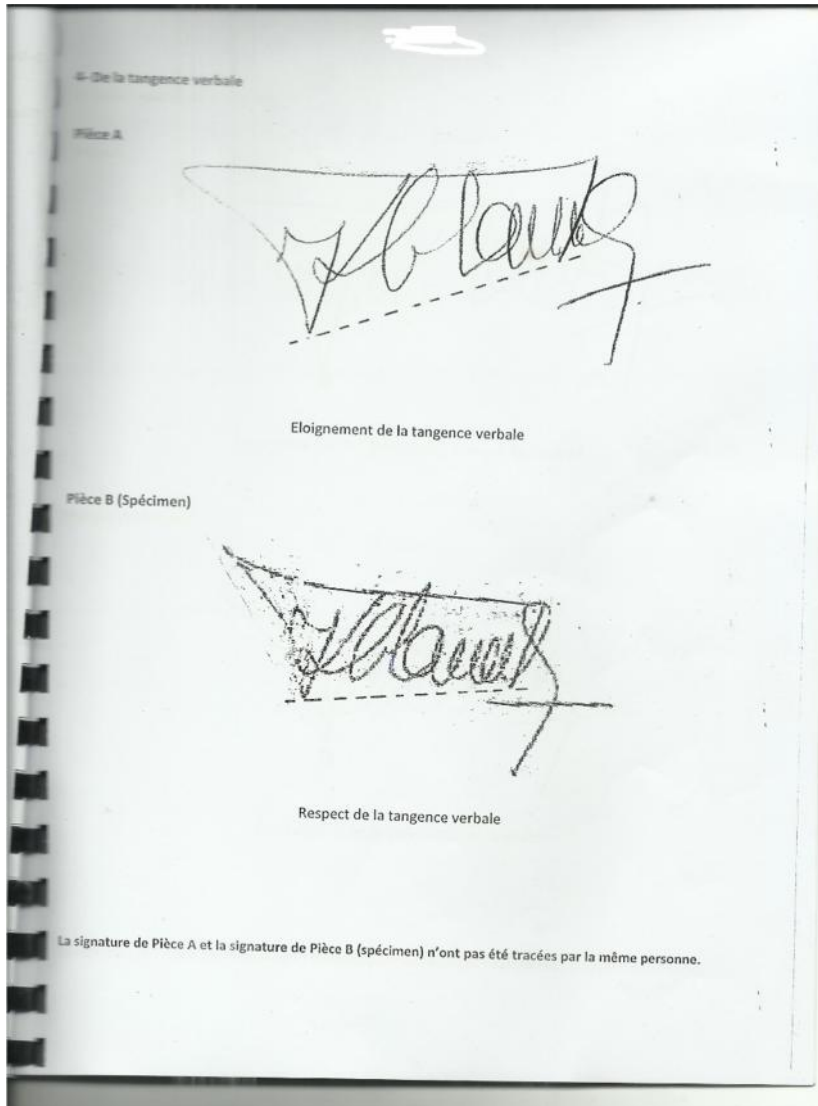 4- De la tangence verbale
Pièce A
Eloignement de la tangence verbale
Pièce B (Spécimen)
Respect de la tangence verbale
La signature de Pièce A et la signature de Pièce B (spécimen) n'ont pas été tracées par la même personne.